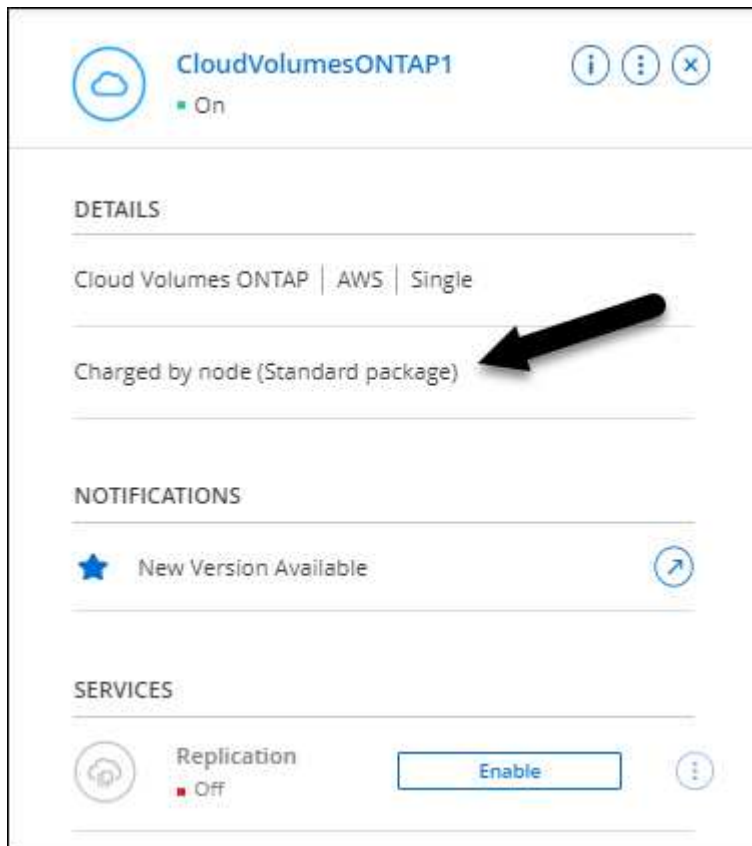 CloudVolumesONTAP1
On
DETAILS
Cloud Volumes ONTAP | AWS | Single
Charged by node (Standard package)
NOTIFICATIONS
New Version Available
SERVICES
Replication
Enable
Off